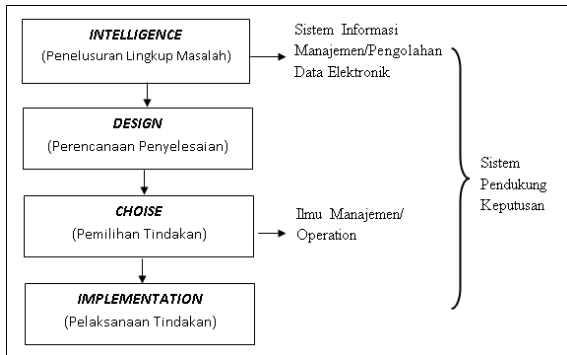 INTELLIGENCE
(Penelusuran Lingkup Masalah)
Sistem Informasi
Manajemen/Pengolahan
Data Elektronik
DESIGN
(Perencanaan Penyelesaian)
CHOISE
(Pemilihan Tindakan)
Ilmu Manajemen/
Operation
IMPLEMENTATION
(Pelaksanaan Tindakan)
Sistem
Pendukung
Keputusan